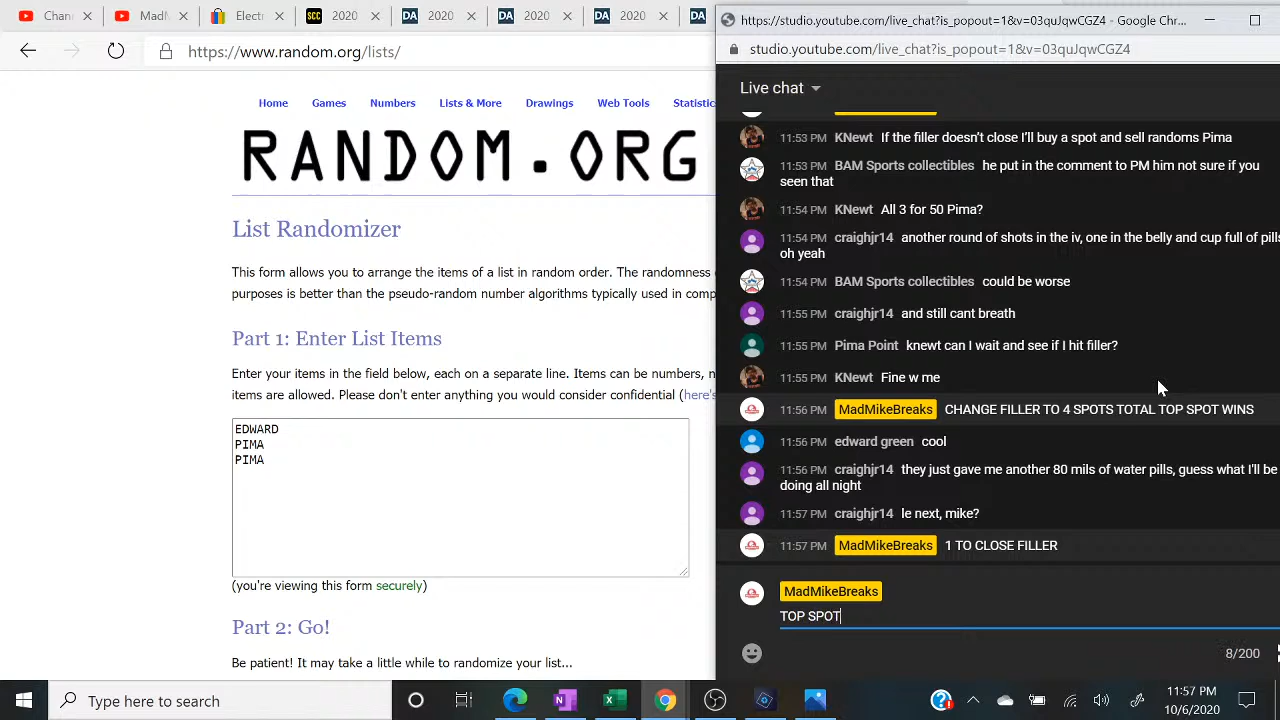 Chan
MadM
Electr
SCC
2020
DA
2020
DA
2020
DA
2020
DA
https://www.random.org/lists/
Home Games Numbers Lists & More Drawings Web Tools Statistic
RANDOM.ORG
List Randomizer
This form allows you to arrange the items of a list in random order. The randomness
purposes is better than the pseudo-random number algorithms typically used in comp
Part 1: Enter List Items
Enter your items in the field below, each on a separate line. Items can be numbers, n
items are allowed. Please don't enter anything you would consider confidential (here's
EDWARD
PIMA
PIMA
(you're viewing this form securely)
Part 2: Go!
Be patient! It may take a little while to randomize your list...
https://studio.youtube.com/live_chat?is_popout=1&v=03quJqwCGZ4 - Google Chr...
studio.youtube.com/live_chat?is_popout=1&v=03quJqwCGZ4
Live chat
11:53 PM KNewt If the filler doesn't close I'll buy a spot and sell randoms Pima
11:53 PM BAM Sports collectibles he put in the comment to PM him not sure if you
seen that
11:54 PM KNewt All 3 for 50 Pima?
11:54 PM craighjr14 another round of shots in the iv, one in the belly and cup full of pills
oh yeah
11:54 PM BAM Sports collectibles could be worse
11:55 PM craighjr14 and still cant breath
11:55 PM Pima Point knewt can I wait and see if I hit filler?
11:55 PM KNewt Fine w me
11:56 PM MadMikeBreaks CHANGE FILLER TO 4 SPOTS TOTAL TOP SPOT WINS
11:56 PM edward green cool
11:56 PM craighjr14 they just gave me another 80 mils of water pills, guess what I'll be
doing all night
11:57 PM craighjr14 le next, mike?
11:57 PM MadMikeBreaks 1 TO CLOSE FILLER
MadMikeBreaks
TOP SPOT
8/200
Type here to search
11:57 PM
10/6/2020